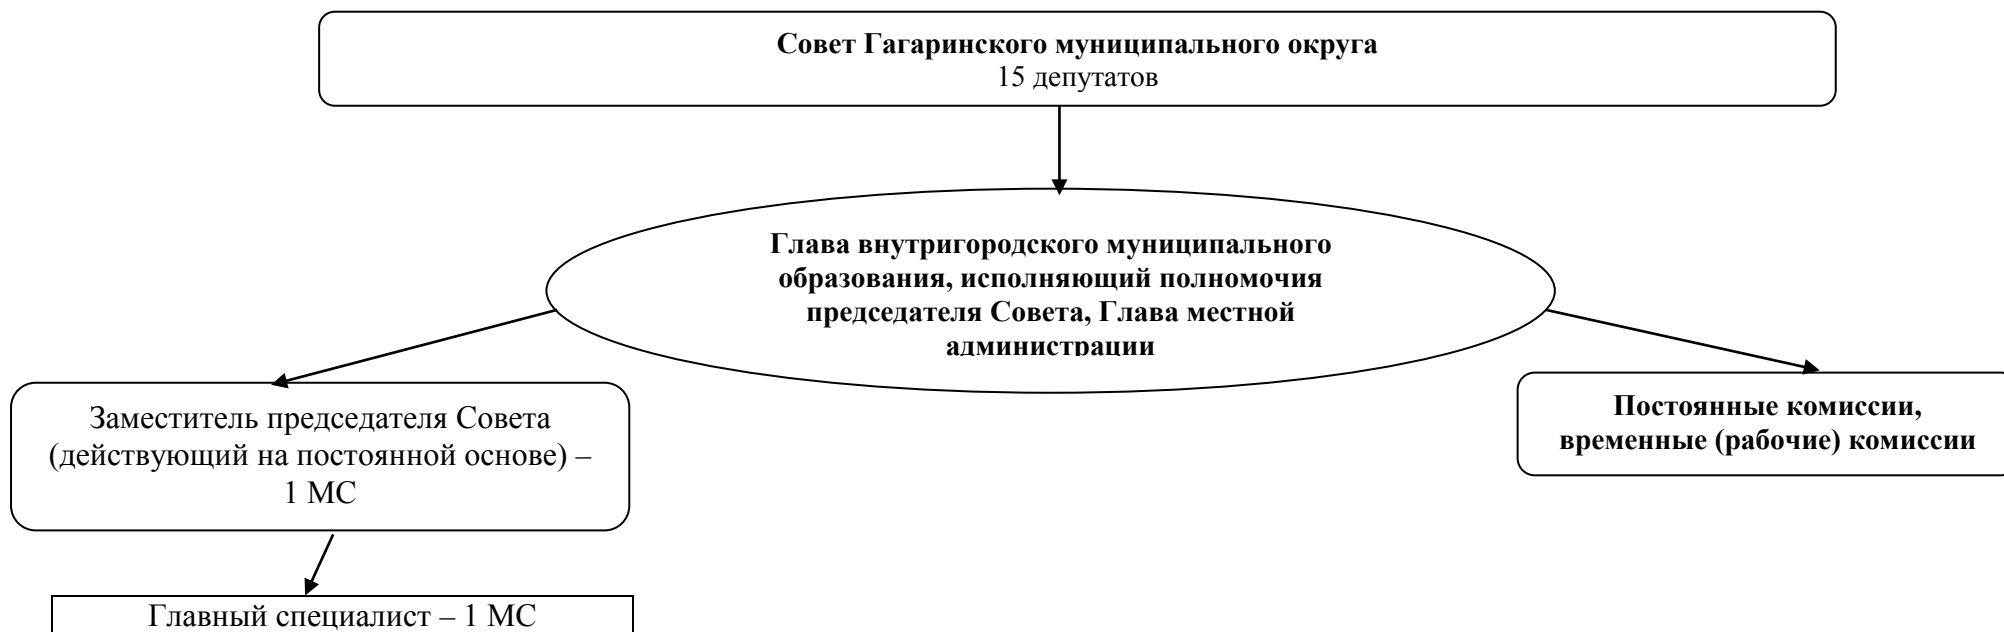 Совет Гагаринского муниципального округа
15 депутатов
Глава внутригородского муниципального
образования, исполняющий полномочия
председателя Совета, Глава местной
администрации
Заместитель председателя Совета
(действующий на постоянной основе) –
1 МС
Постоянные комиссии,
временные (рабочие) комиссии
Главный специалист – 1 МС